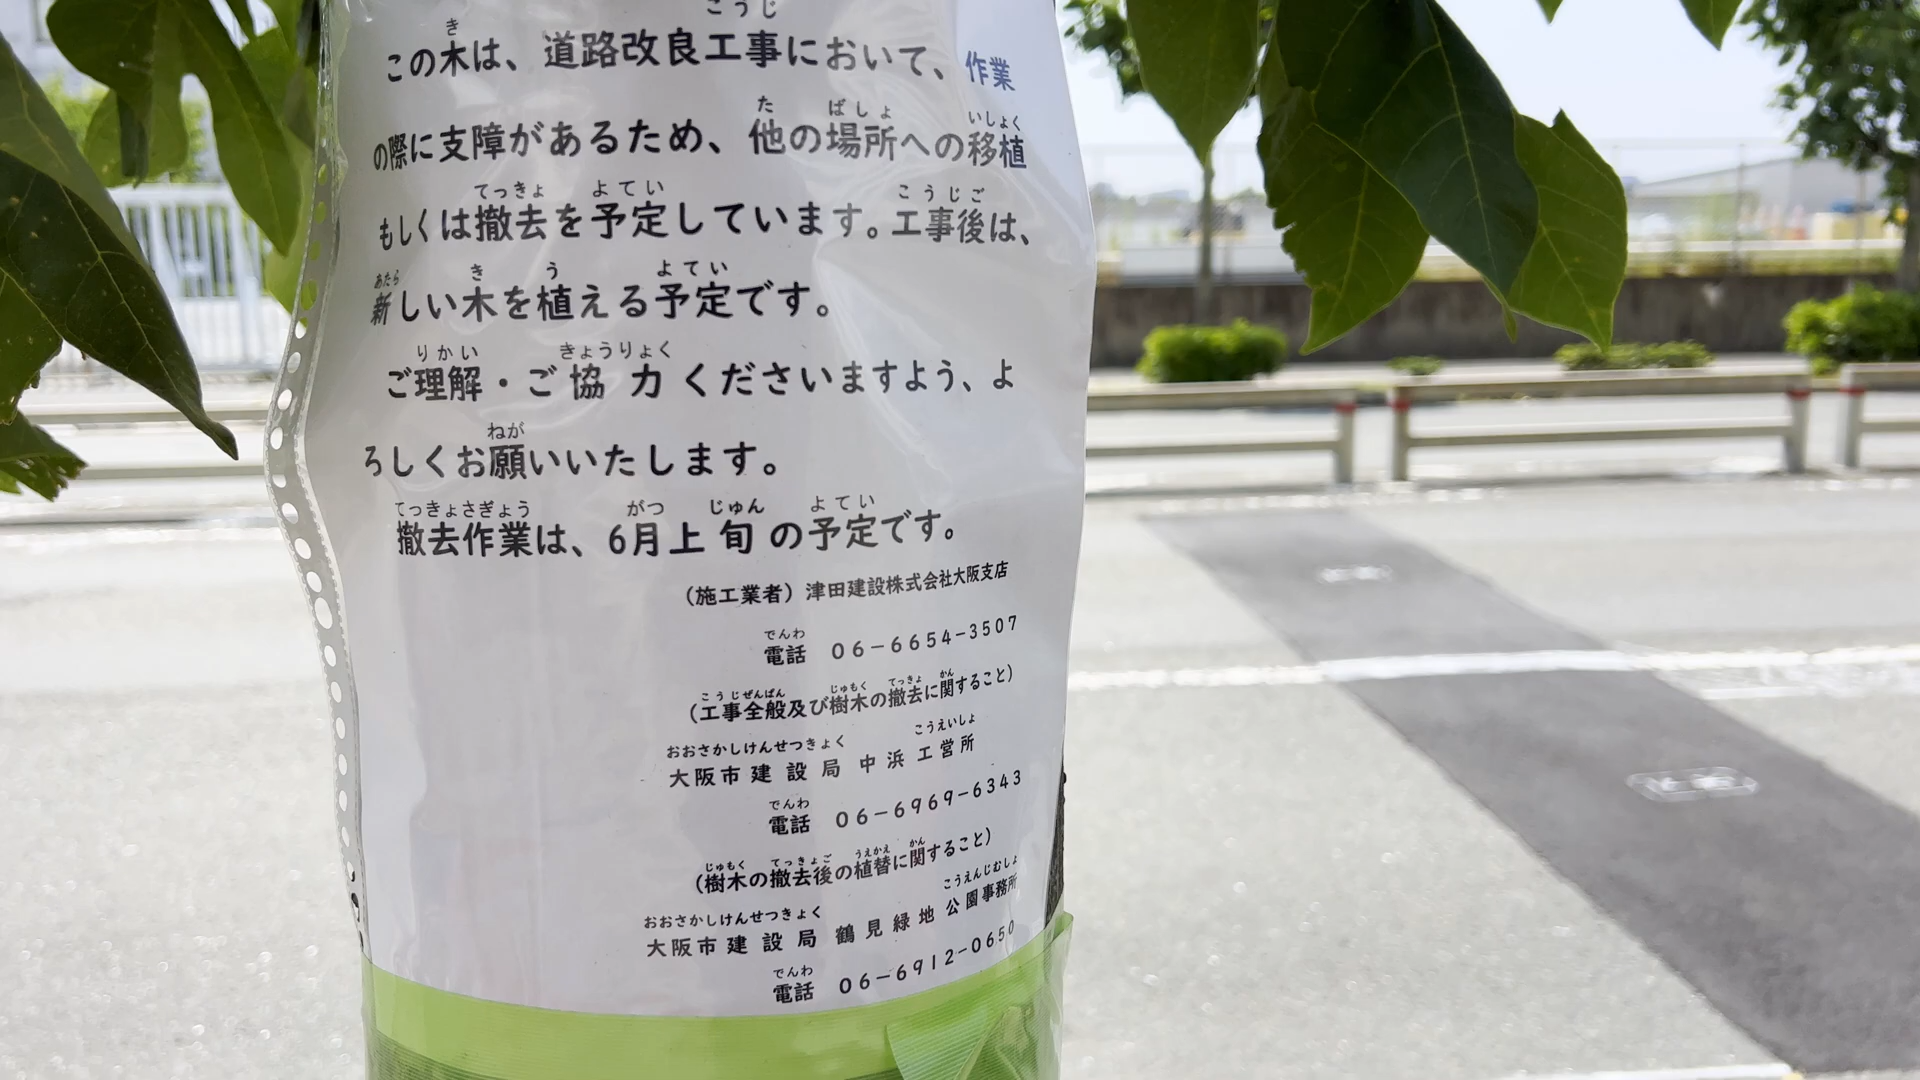 この木は、道路改良工事において、作業
の際に支障があるため、他の場所への移植
もしくは撤去を予定しています。工事後は、
新しい木を植える予定です。
ご理解・ご協力くださいますよう、よ
ろしくお願いいたします。
撤去作業は、6月上旬の予定です。
(施工業者)津田建設株式会社大阪支店
電話 06-6654-3507
(工事全般及び樹木の撤去に関すること)
大阪市建設局中浜工営所
電話 06-6969-6343
(樹木の撤去後の植替に関すること)
大阪市建設局鶴見緑地公園事務所
電話 06-6912-0650